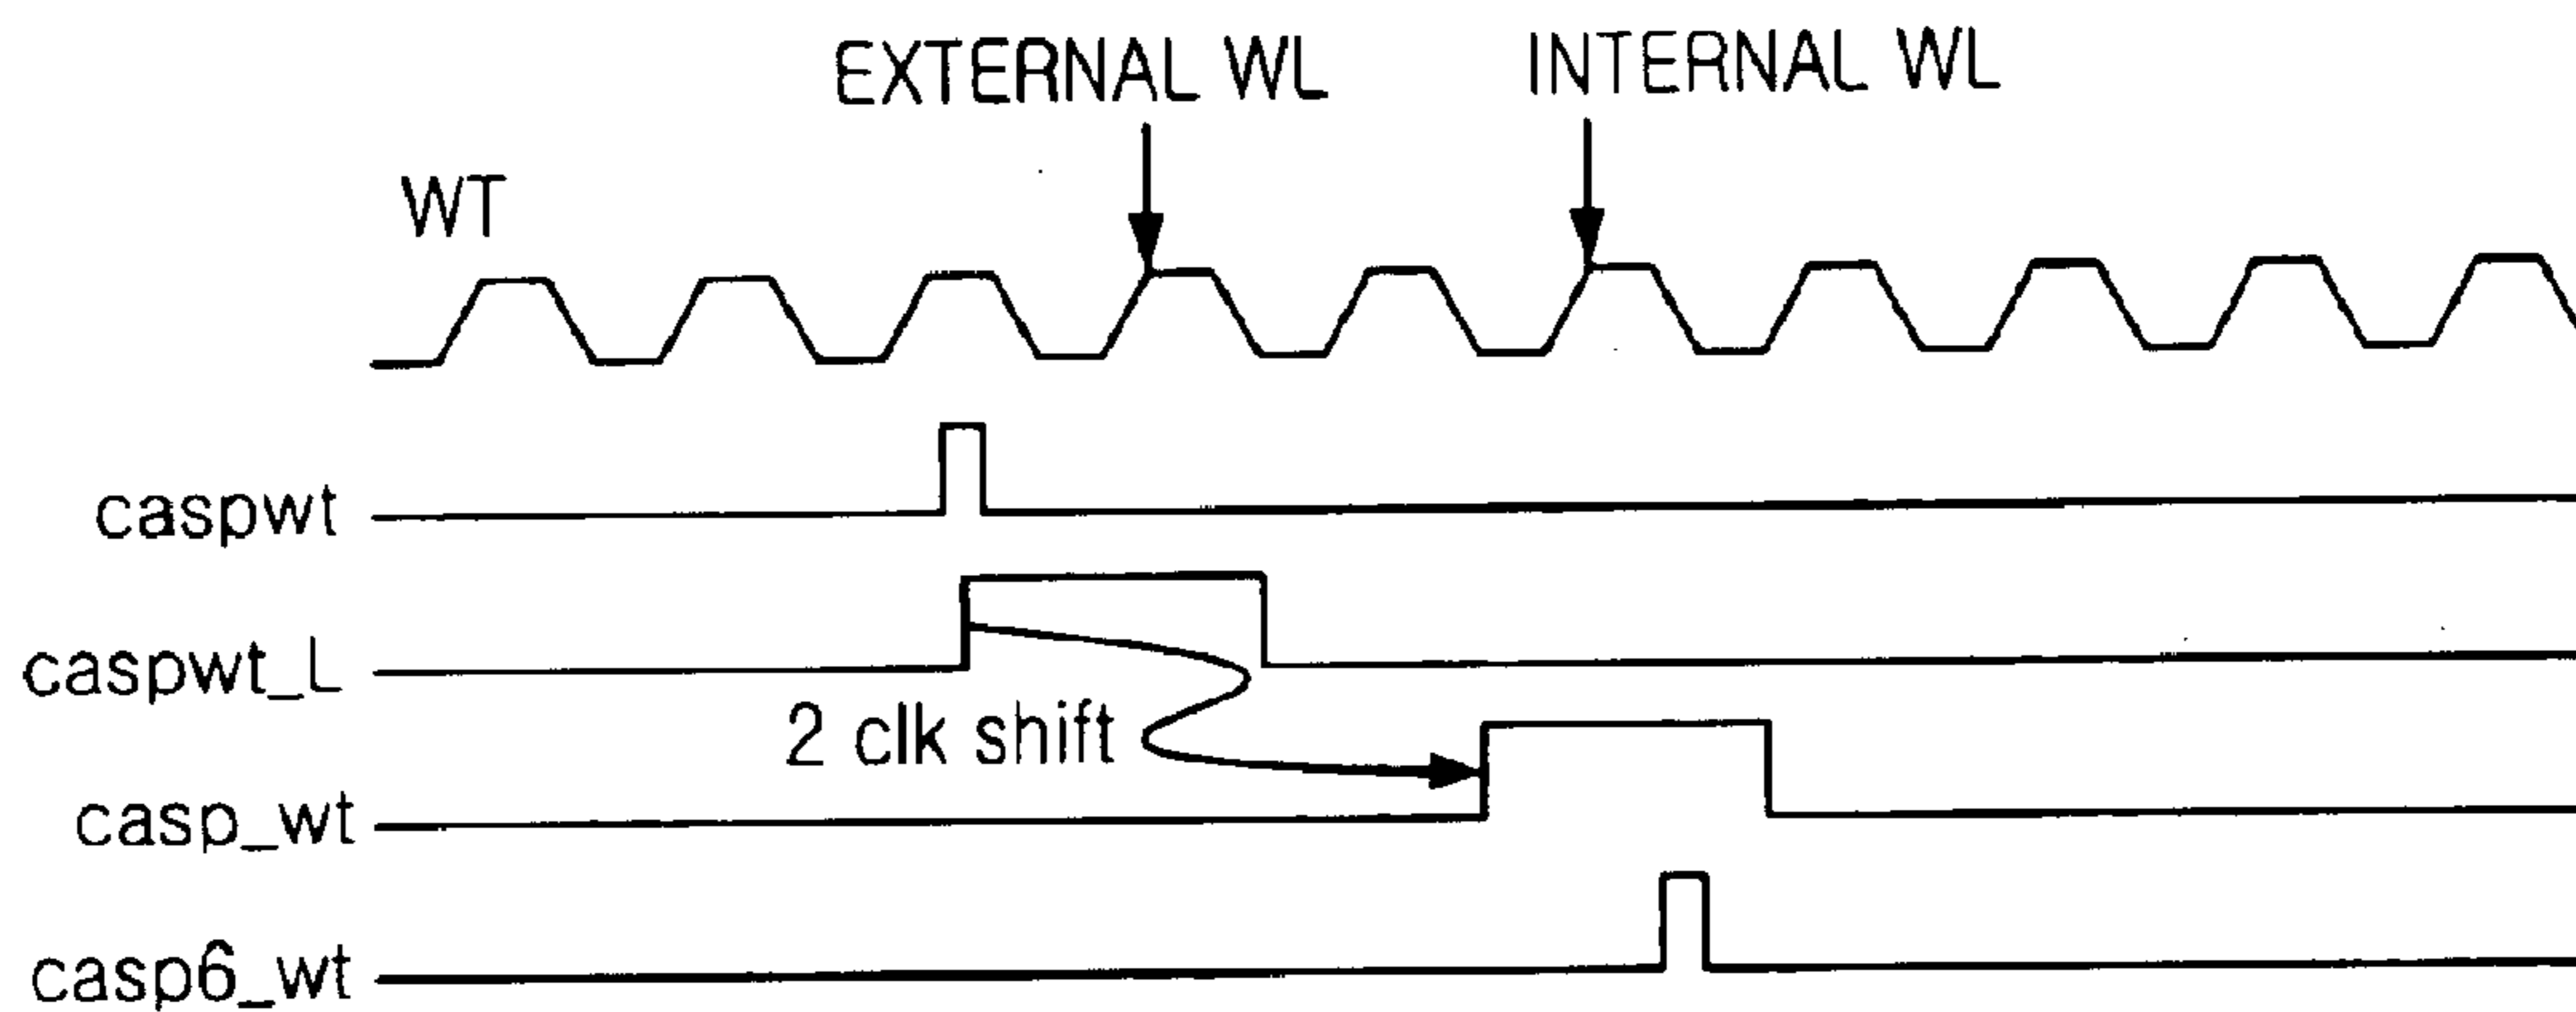 EXTERNAL WL
INTERNAL WL
WT
caspwt
caspwt_L
2 clk shift
casp_wt
casp6_wt